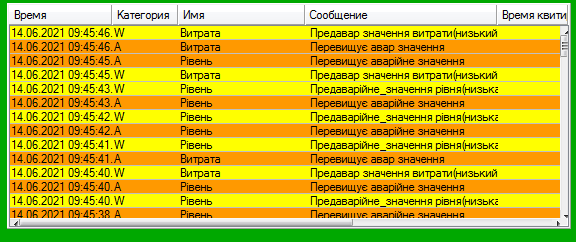 Время Категория Имя Сообщение Время квити
14.06.2021 09:45:46. W Витрата Предавар значення витрати(низький
14.06.2021 09:45:46. A Витрата Перевищує авар значення
14.06.2021 09:45:45. A Рівень Перевищує аварійне значення
14.06.2021 09:45:45. W Витрата Предавар значення витрати(низький
14.06.2021 09:45:43. W Рівень Предаварійне_значення рівня(низька
14.06.2021 09:45:43. A Рівень Перевищує аварійне значення
14.06.2021 09:45:42. W Рівень Предаварійне_значення рівня(низька
14.06.2021 09:45:42. A Рівень Перевищує аварійне значення
14.06.2021 09:45:41. W Рівень Предаварійне_значення рівня(низька
14.06.2021 09:45:41. A Витрата Перевищує авар значення
14.06.2021 09:45:40. W Витрата Предавар значення витрати(низький
14.06.2021 09:45:40. A Рівень Перевищує аварійне значення
14.06.2021 09:45:40. W Рівень Предаварійне_значення рівня(низька
14.06.2021 09:45:38. A Рівень Перевищує аварійне значення